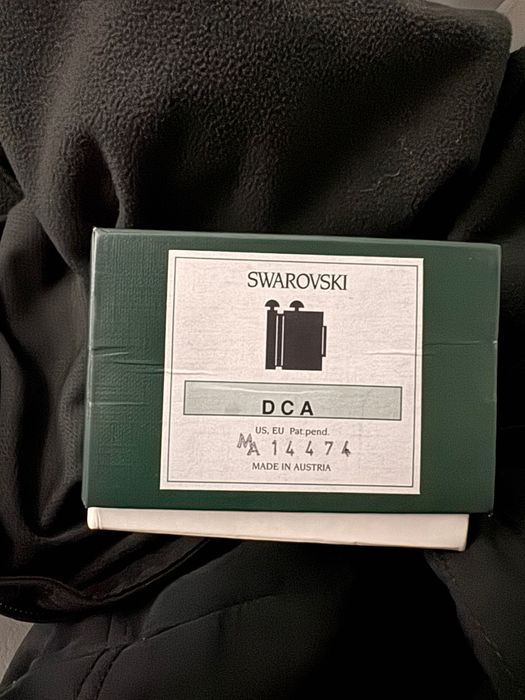 SWAROVSKI
DCA
US, EU Pat.pend.
MA 14474
MADE IN AUSTRIA